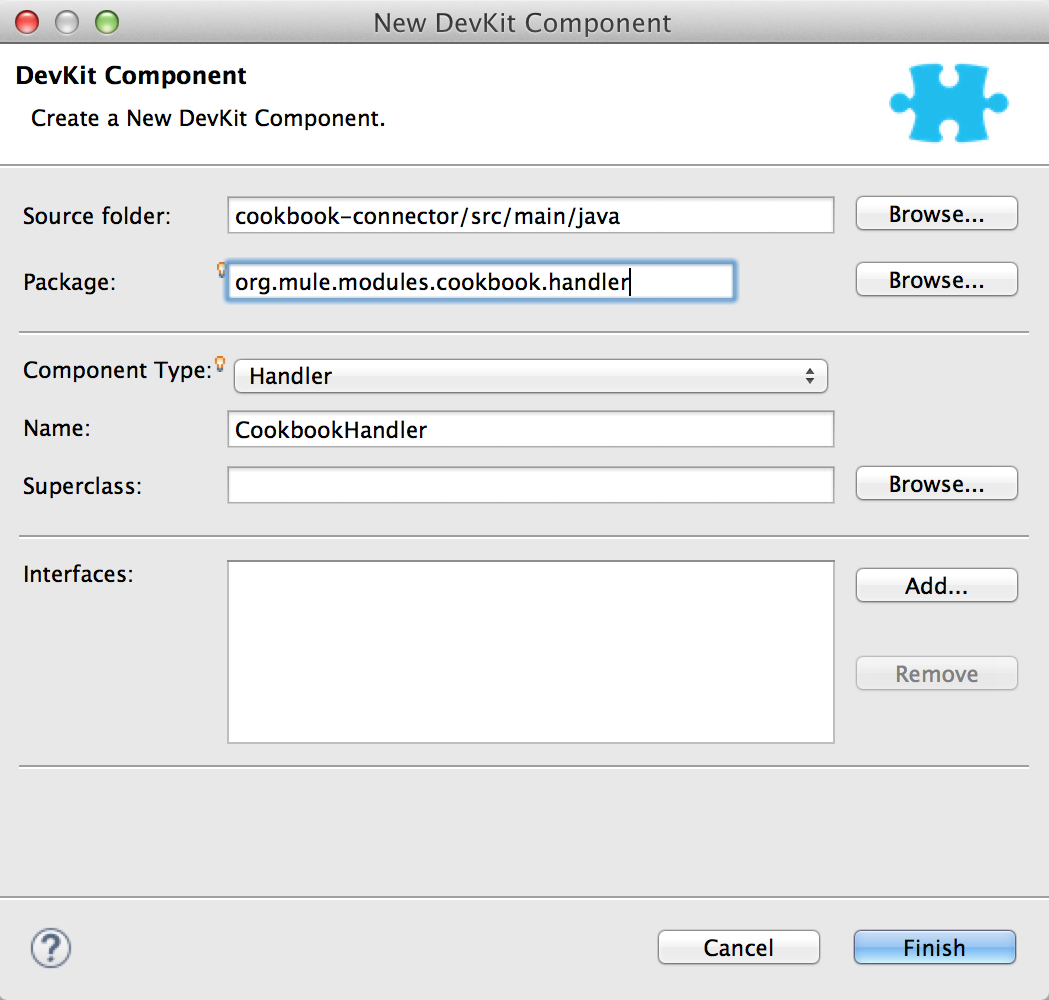 New DevKit Component
DevKit Component
Create a New DevKit Component.
Source folder: cookbook-connector/src/main/java Browse...
Package: org.mule.modules.cookbook.handler Browse...
Component Type: Handler
Name: CookbookHandler
Superclass: Browse...
Interfaces: Add...
Remove
? Cancel Finish